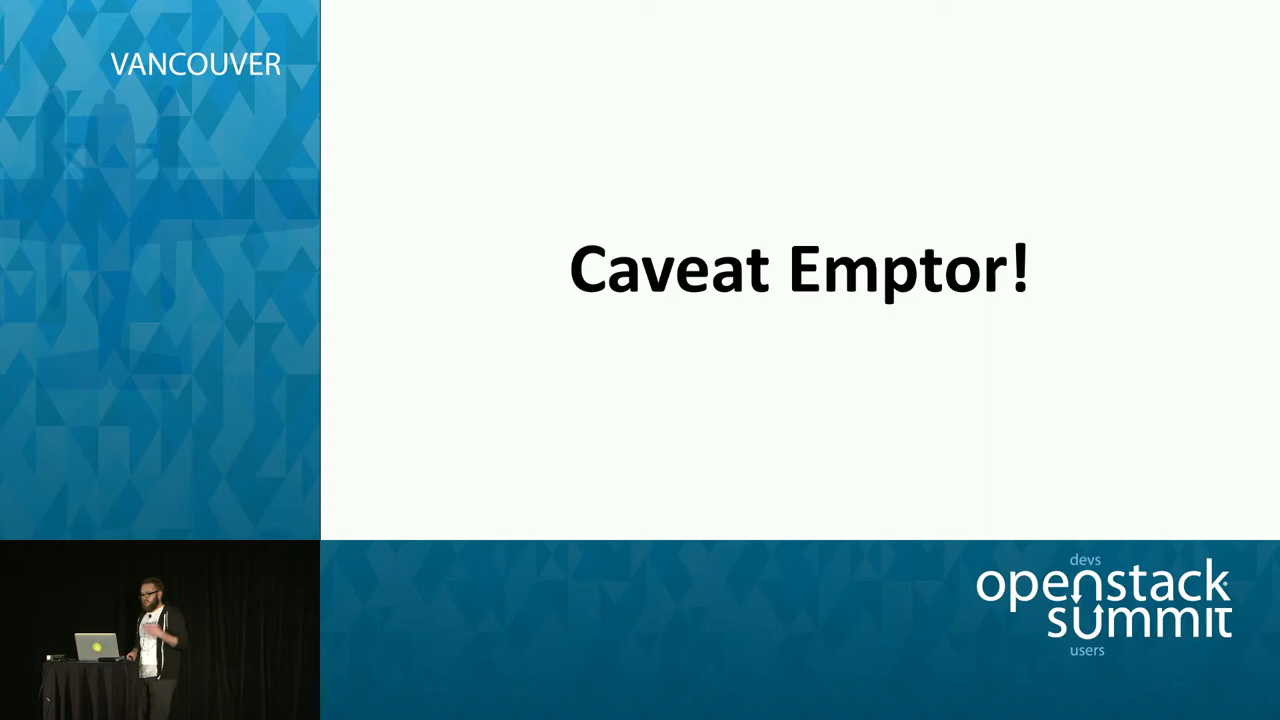 VANCOUVER
Caveat Emptor!
devs
openstack
summit
users